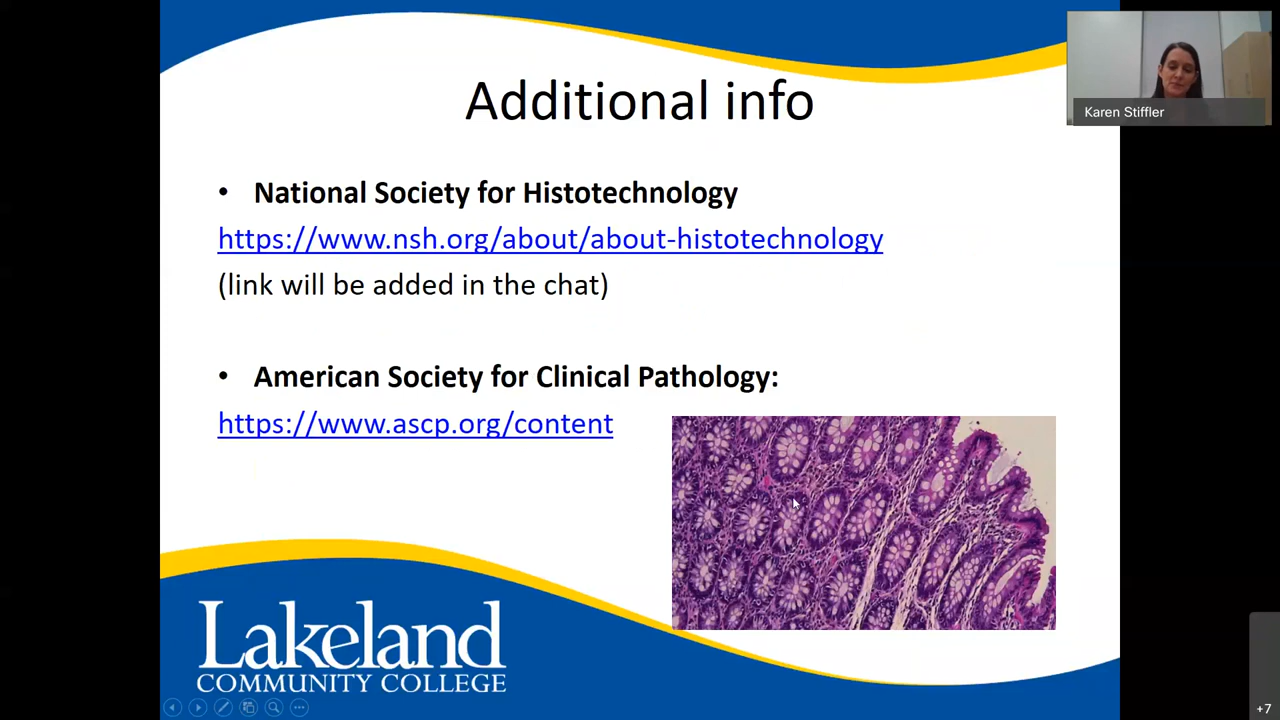 Additional info
Karen Stiffler
• National Society for Histotechnology
https://www.nsh.org/about/about-histotechnology
(link will be added in the chat)
• American Society for Clinical Pathology:
https://www.ascp.org/content
Lakeland
COMMUNITY COLLEGE
+7